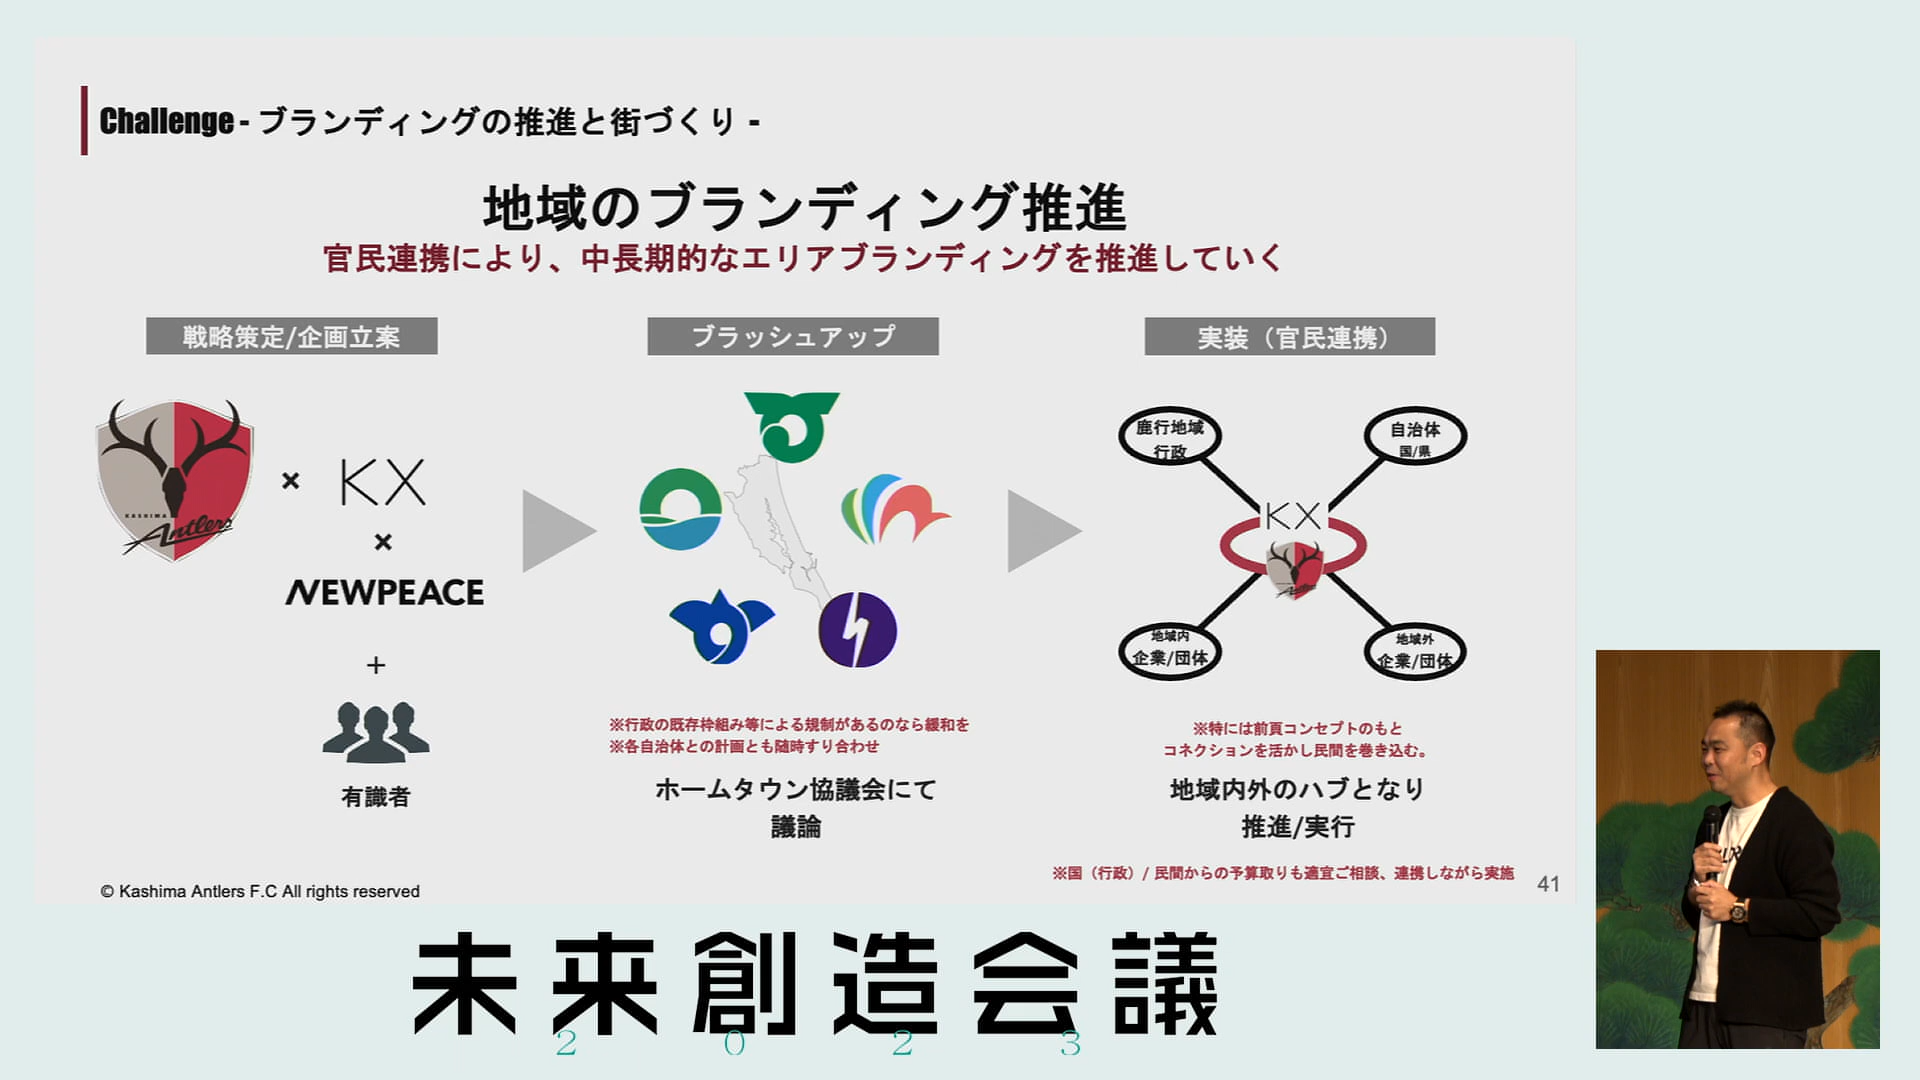 Challenge - ブランディングの推進と街づくり -
地域のブランディング推進
官民連携により、中長期的なエリアブランディングを推進していく
戦略策定/企画立案
ブラッシュアップ
実装（官民連携）
KASHIMA
Antlers
×
KX
×
NEWPEACE
+
有識者
※行政の既存枠組み等による規制があるのなら緩和を
※各自治体との計画とも随時すり合わせ
ホームタウン協議会にて
議論
鹿行地域
行政
自治体
国/県
KX
地域内
企業/団体
地域外
企業/団体
※特には前頁コンセプトのもと
コネクションを活かし民間を巻き込む。
地域内外のハブとなり
推進/実行
※国（行政）/ 民間からの予算取りも適宜ご相談、連携しながら実施
© Kashima Antlers F.C All rights reserved
41
未来創造会議
2023